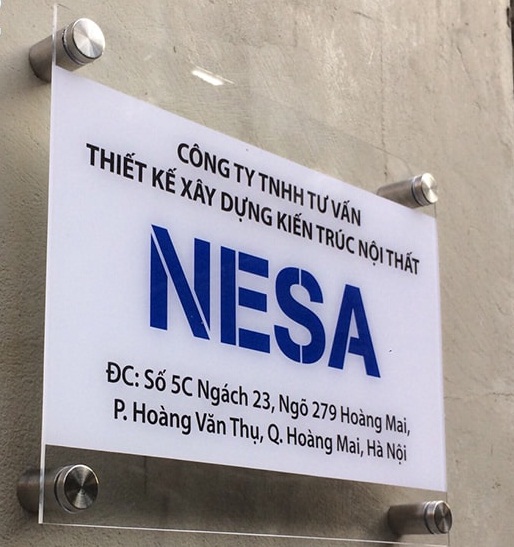 CÔNG TY TNHH TƯ VẤN
THIẾT KẾ XÂY DỰNG KIẾN TRÚC NỘI THẤT
NESA
ĐC: Số 5C Ngách 23, Ngõ 279 Hoàng Mai,
P. Hoàng Văn Thụ, Q. Hoàng Mai, Hà Nội